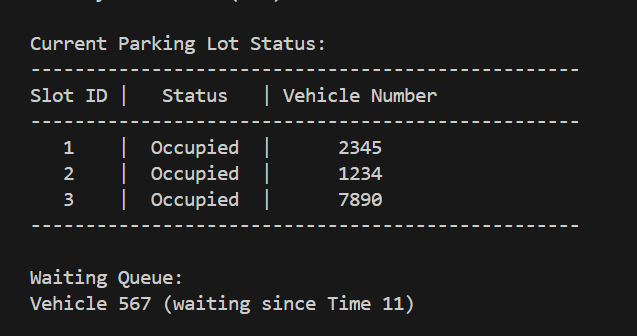 Current Parking Lot Status:
--------------------------------------------------
Slot ID |   Status   | Vehicle Number
--------------------------------------------------
   1    |  Occupied  |      2345
   2    |  Occupied  |      1234
   3    |  Occupied  |      7890
--------------------------------------------------
Waiting Queue:
Vehicle 567 (waiting since Time 11)